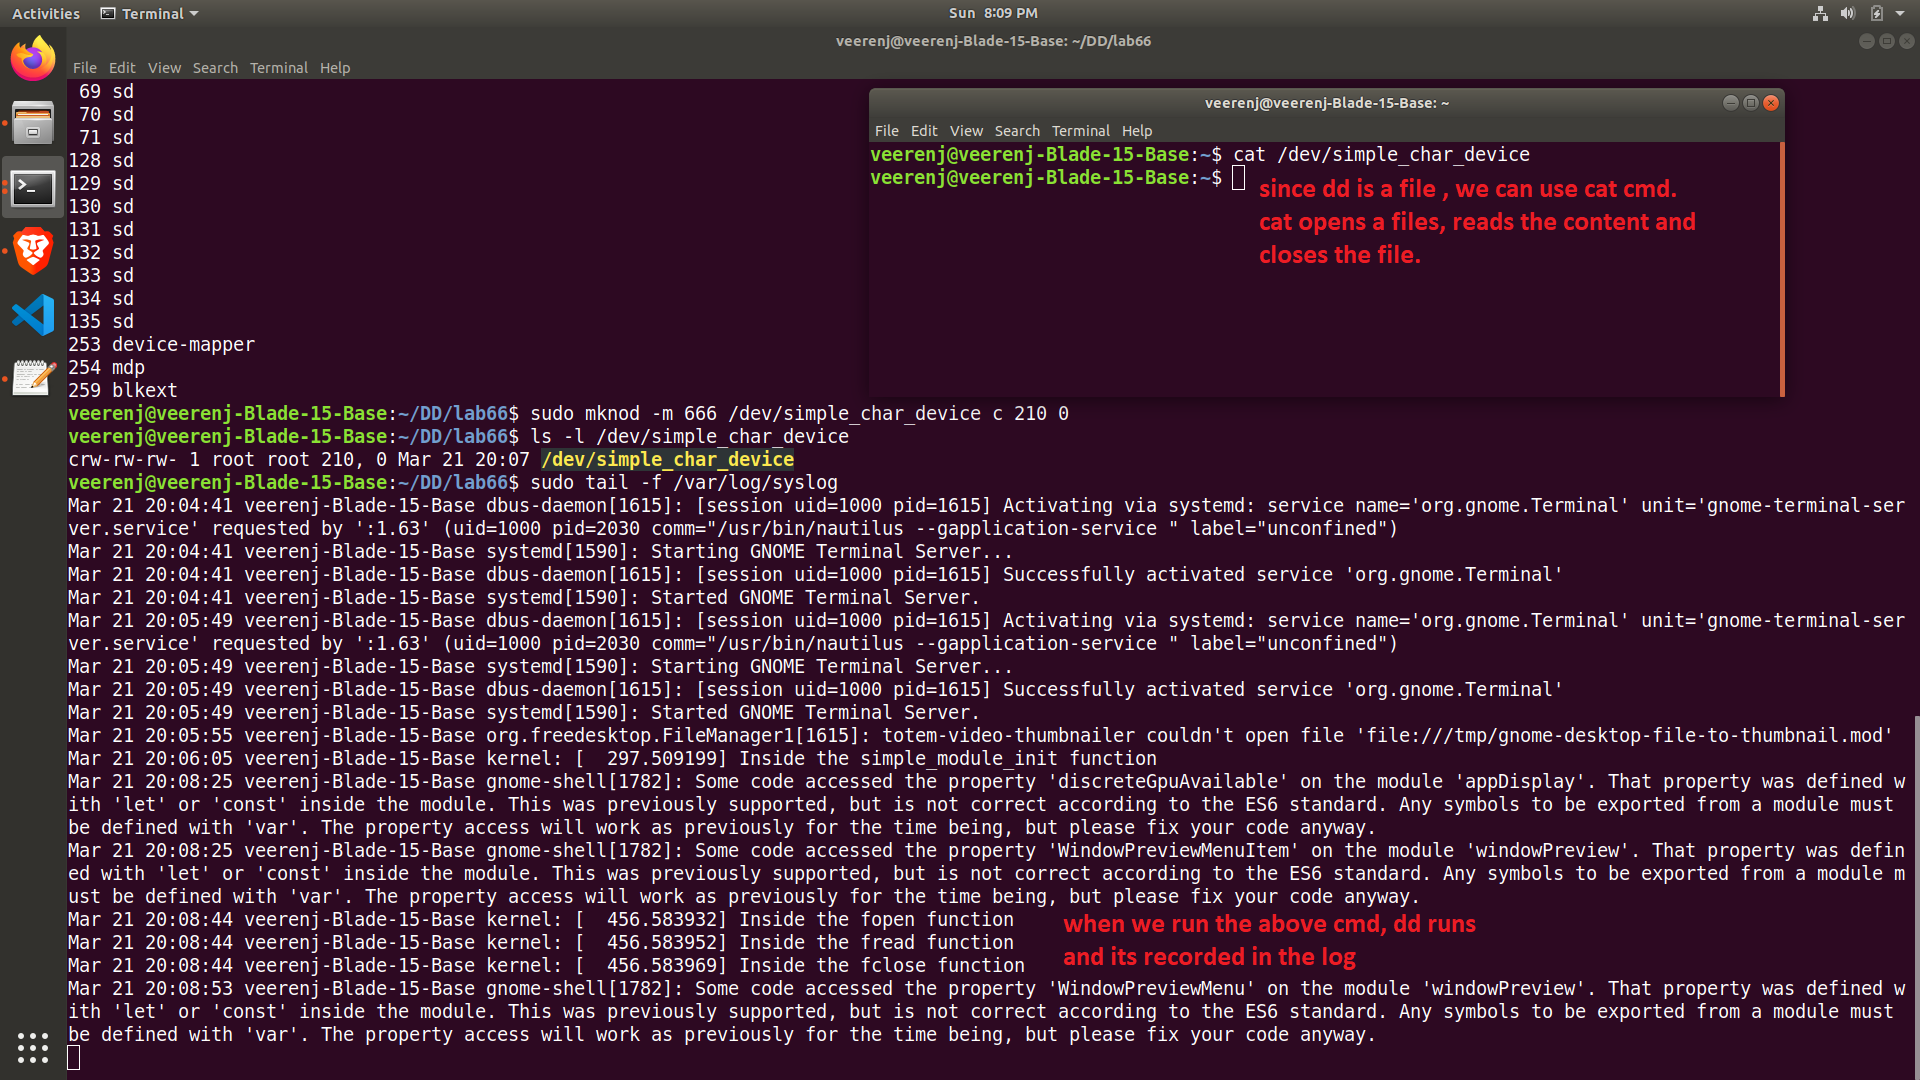 Activities Terminal Sun 8:09 PM
veerenj@veerenj-Blade-15-Base: ~/DD/lab66
File Edit View Search Terminal Help
69 sd
70 sd
71 sd
128 sd
129 sd
130 sd
131 sd
132 sd
133 sd
134 sd
135 sd
253 device-mapper
254 mdp
259 blkext
veerenj@veerenj-Blade-15-Base: ~
File Edit View Search Terminal Help
veerenj@veerenj-Blade-15-Base:~$ cat /dev/simple_char_device
veerenj@veerenj-Blade-15-Base:~$
since dd is a file , we can use cat cmd.
cat opens a files, reads the content and
closes the file.
veerenj@veerenj-Blade-15-Base:~/DD/lab66$ sudo mknod -m 666 /dev/simple_char_device c 210 0
veerenj@veerenj-Blade-15-Base:~/DD/lab66$ ls -l /dev/simple_char_device
crw-rw-rw- 1 root root 210, 0 Mar 21 20:07 /dev/simple_char_device
veerenj@veerenj-Blade-15-Base:~/DD/lab66$ sudo tail -f /var/log/syslog
Mar 21 20:04:41 veerenj-Blade-15-Base dbus-daemon[1615]: [session uid=1000 pid=1615] Activating via systemd: service name='org.gnome.Terminal' unit='gnome-terminal-ser
ver.service' requested by ':1.63' (uid=1000 pid=2030 comm="/usr/bin/nautilus --gapplication-service " label="unconfined")
Mar 21 20:04:41 veerenj-Blade-15-Base systemd[1590]: Starting GNOME Terminal Server...
Mar 21 20:04:41 veerenj-Blade-15-Base dbus-daemon[1615]: [session uid=1000 pid=1615] Successfully activated service 'org.gnome.Terminal'
Mar 21 20:04:41 veerenj-Blade-15-Base systemd[1590]: Started GNOME Terminal Server.
Mar 21 20:05:49 veerenj-Blade-15-Base dbus-daemon[1615]: [session uid=1000 pid=1615] Activating via systemd: service name='org.gnome.Terminal' unit='gnome-terminal-ser
ver.service' requested by ':1.63' (uid=1000 pid=2030 comm="/usr/bin/nautilus --gapplication-service " label="unconfined")
Mar 21 20:05:49 veerenj-Blade-15-Base systemd[1590]: Starting GNOME Terminal Server...
Mar 21 20:05:49 veerenj-Blade-15-Base dbus-daemon[1615]: [session uid=1000 pid=1615] Successfully activated service 'org.gnome.Terminal'
Mar 21 20:05:49 veerenj-Blade-15-Base systemd[1590]: Started GNOME Terminal Server.
Mar 21 20:05:55 veerenj-Blade-15-Base org.freedesktop.FileManager1[1615]: totem-video-thumbnailer couldn't open file 'file:///tmp/gnome-desktop-file-to-thumbnail.mod'
Mar 21 20:06:05 veerenj-Blade-15-Base kernel: [  297.509199] Inside the simple_module_init function
Mar 21 20:08:25 veerenj-Blade-15-Base gnome-shell[1782]: Some code accessed the property 'discreteGpuAvailable' on the module 'appDisplay'. That property was defined w
ith 'let' or 'const' inside the module. This was previously supported, but is not correct according to the ES6 standard. Any symbols to be exported from a module must
be defined with 'var'. The property access will work as previously for the time being, but please fix your code anyway.
Mar 21 20:08:25 veerenj-Blade-15-Base gnome-shell[1782]: Some code accessed the property 'WindowPreviewMenuItem' on the module 'windowPreview'. That property was defin
ed with 'let' or 'const' inside the module. This was previously supported, but is not correct according to the ES6 standard. Any symbols to be exported from a module m
ust be defined with 'var'. The property access will work as previously for the time being, but please fix your code anyway.
Mar 21 20:08:44 veerenj-Blade-15-Base kernel: [  456.583932] Inside the fopen function
Mar 21 20:08:44 veerenj-Blade-15-Base kernel: [  456.583952] Inside the fread function
Mar 21 20:08:44 veerenj-Blade-15-Base kernel: [  456.583969] Inside the fclose function
when we run the above cmd, dd runs
and its recorded in the log
Mar 21 20:08:53 veerenj-Blade-15-Base gnome-shell[1782]: Some code accessed the property 'WindowPreviewMenu' on the module 'windowPreview'. That property was defined w
ith 'let' or 'const' inside the module. This was previously supported, but is not correct according to the ES6 standard. Any symbols to be exported from a module must
be defined with 'var'. The property access will work as previously for the time being, but please fix your code anyway.